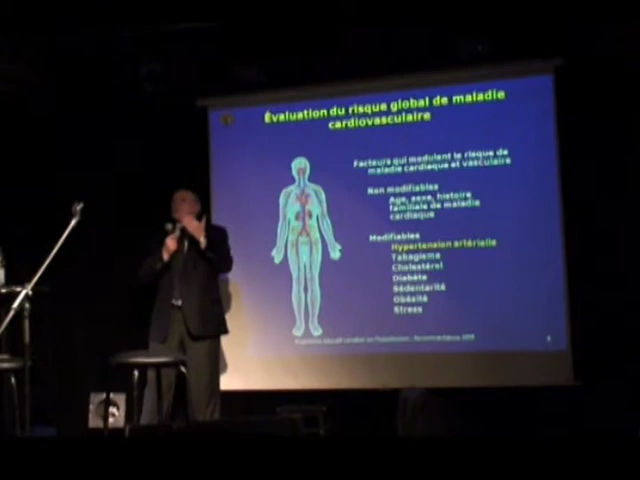 Évaluation du risque global de maladie
cardiovasculaire
Facteurs qui modulent le risque de
maladie cardiaque et vasculaire
Non modifiables
Age, sexe, histoire
familiale de maladie
cardiaque
Modifiables
Hypertension artérielle
Tabagisme
Cholestérol
Diabète
Sédentarité
Obésité
Stress